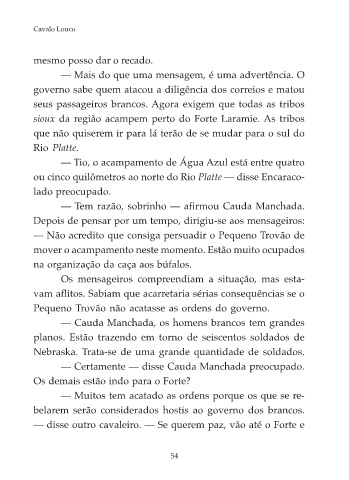 Cavalo Louco
mesmo posso dar o recado.
— Mais do que uma mensagem, é uma advertência. O
governo sabe quem atacou a diligência dos correios e matou
seus passageiros brancos. Agora exigem que todas as tribos
sioux da região acampem perto do Forte Laramie. As tribos
que não quiserem ir para lá terão de se mudar para o sul do
Rio Platte.
— Tio, o acampamento de Água Azul está entre quatro
ou cinco quilômetros ao norte do Rio Platte — disse Encaraco-
lado preocupado.
— Tem razão, sobrinho — afirmou Cauda Manchada.
Depois de pensar por um tempo, dirigiu-se aos mensageiros:
— Não acredito que consiga persuadir o Pequeno Trovão de
mover o acampamento neste momento. Estão muito ocupados
na organização da caça aos búfalos.
Os mensageiros compreendiam a situação, mas esta-
vam aflitos. Sabiam que acarretaria sérias consequências se o
Pequeno Trovão não acatasse as ordens do governo.
— Cauda Manchada, os homens brancos tem grandes
planos. Estão trazendo em torno de seiscentos soldados de
Nebraska. Trata-se de uma grande quantidade de soldados.
— Certamente — disse Cauda Manchada preocupado.
Os demais estão indo para o Forte?
— Muitos tem acatado as ordens porque os que se re-
belarem serão considerados hostis ao governo dos brancos.
— disse outro cavaleiro. — Se querem paz, vão até o Forte e
54